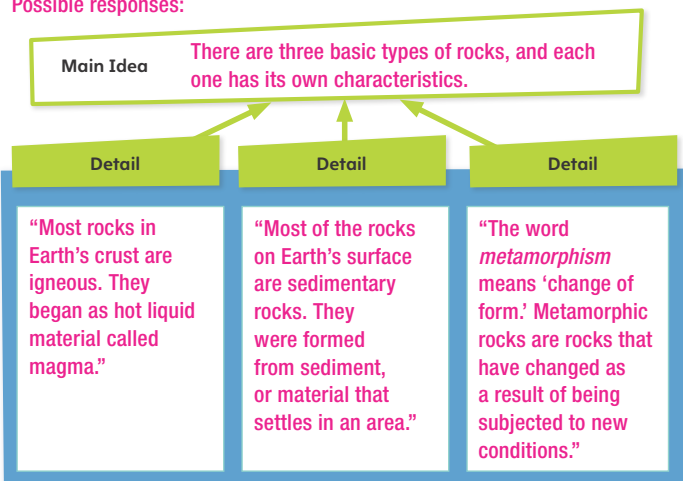 Possible responses:
Main Idea
There are three basic types of rocks, and each
one has its own characteristics.
Detail
“Most rocks in
Earth’s crust are
igneous. They
began as hot liquid
material called
magma.”
Detail
“Most of the rocks
on Earth’s surface
are sedimentary
rocks. They
were formed
from sediment,
or material that
settles in an area.”
Detail
“The word
metamorphism
means ‘change of
form.’ Metamorphic
rocks are rocks that
have changed as
a result of being
subjected to new
conditions.”